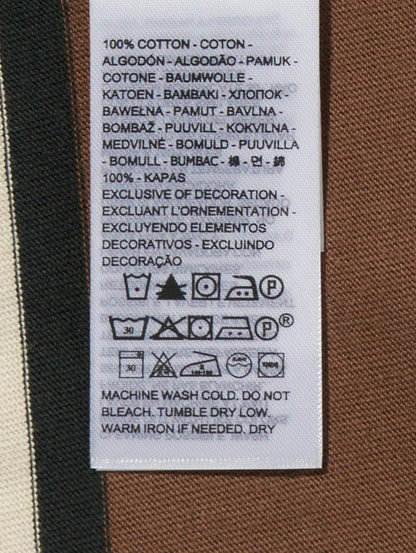 100% COTTON - COTON -
ALGODÓN - ALGODÃO - PAMUK -
COTONE - BAUMWOLLE -
KATOEN - BAMBAKI - ХЛОПОК -
BAWEŁNA - PAMUT - BAVLNA -
BOMBAŽ - PUUVILL - KOKVILNA -
MEDVILNĖ - BOMULD - PUUVILLA
- BOMULL - BUMBAC - 棉 - 면 - 綿
100% - KAPAS
EXCLUSIVE OF DECORATION -
EXCLUANT L'ORNEMENTATION -
EXCLUYENDO ELEMENTOS
DECORATIVOS - EXCLUINDO
DECORAÇÃO
P
30 P ®
30
MACHINE WASH COLD. DO NOT
BLEACH. TUMBLE DRY LOW.
WARM IRON IF NEEDED. DRY